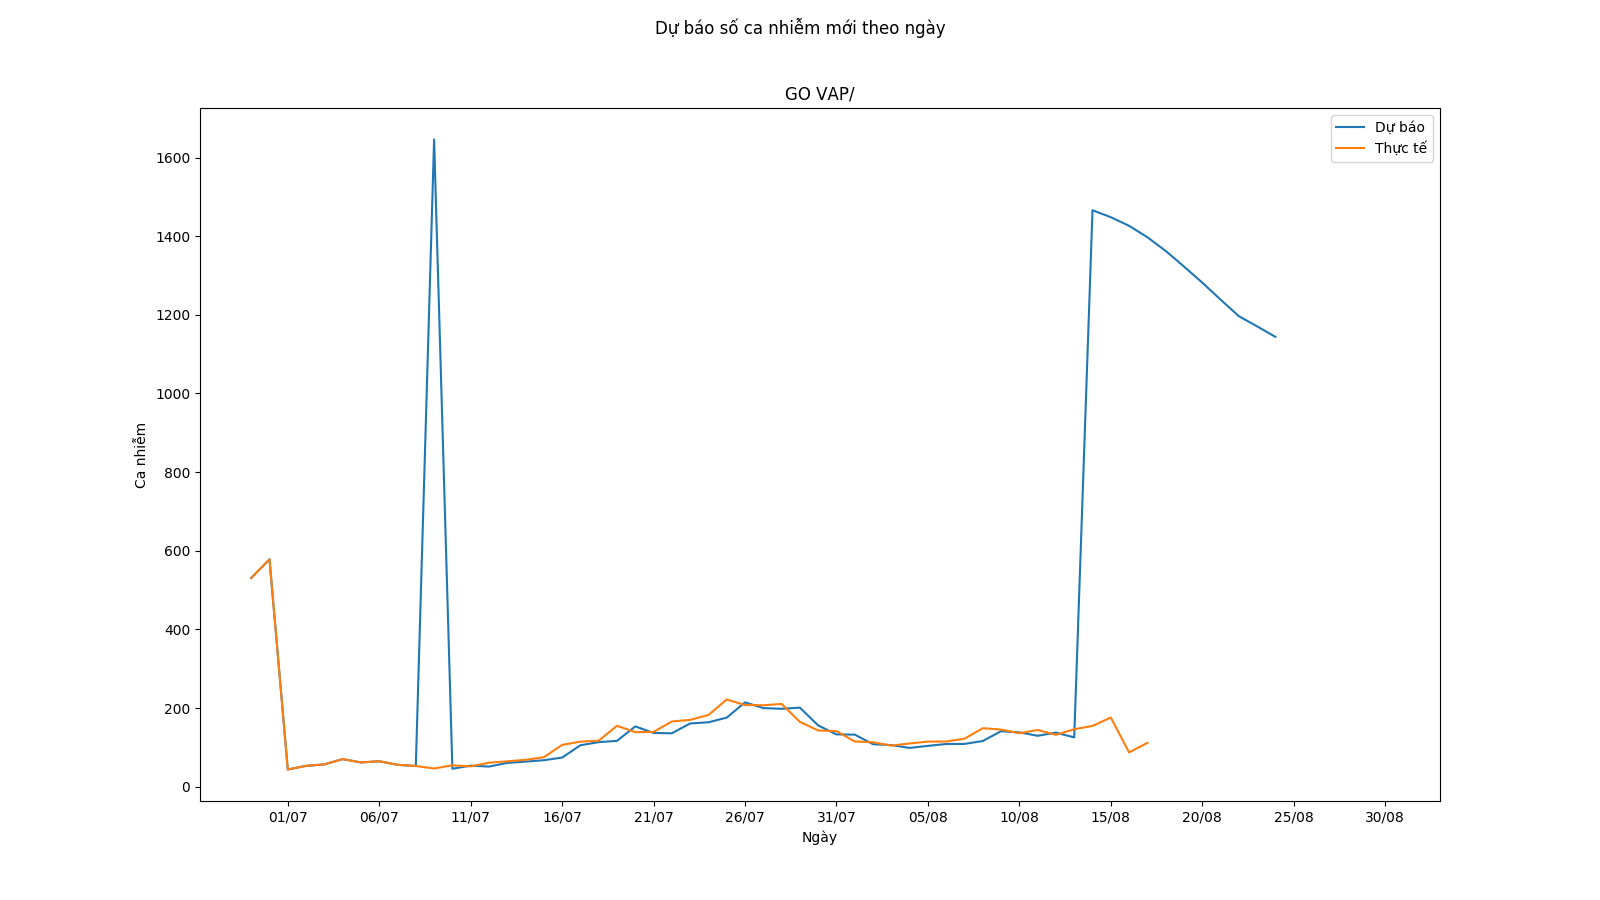 Dự báo số ca nhiễm mới theo ngày
GO VAP/
Dự báo
Thực tế
1600
1400
1200
1000
800
600
400
200
0
Ca nhiễm
01/07 06/07 11/07 16/07 21/07 26/07 31/07 05/08 10/08 15/08 20/08 25/08 30/08
Ngày